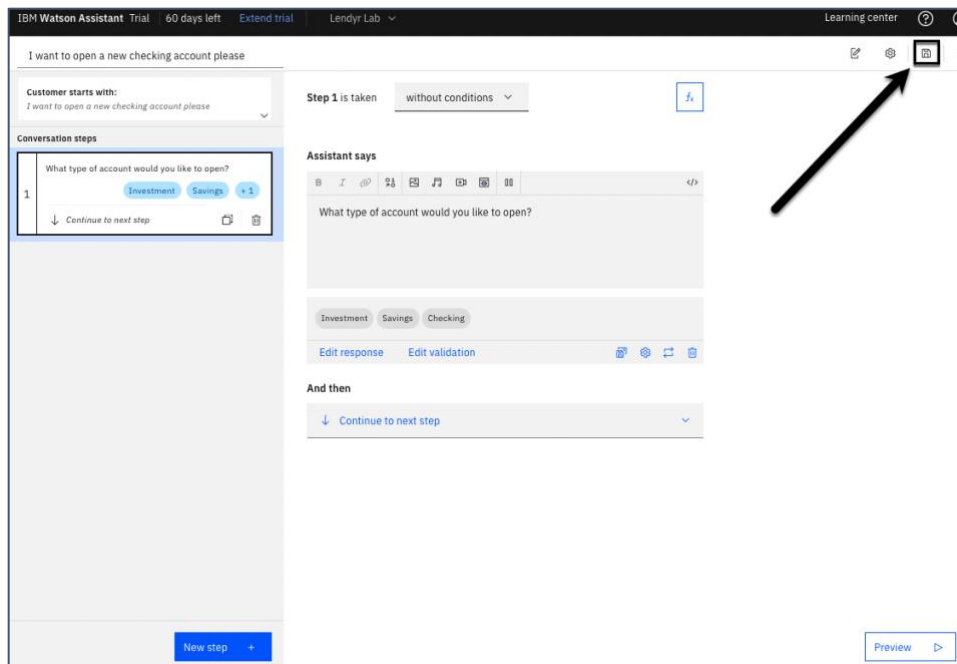 IBM Watson Assistant Trial 60 days left Extend trial Lendyr Lab Learning center
I want to open a new checking account please
Customer starts with:
I want to open a new checking account please
Conversation steps
1
What type of account would you like to open?
Investment Savings + 1
Continue to next step
Step 1 is taken without conditions fx
Assistant says
B I </>
What type of account would you like to open?
Investment Savings Checking
Edit response Edit validation
And then
Continue to next step
New step +
Preview